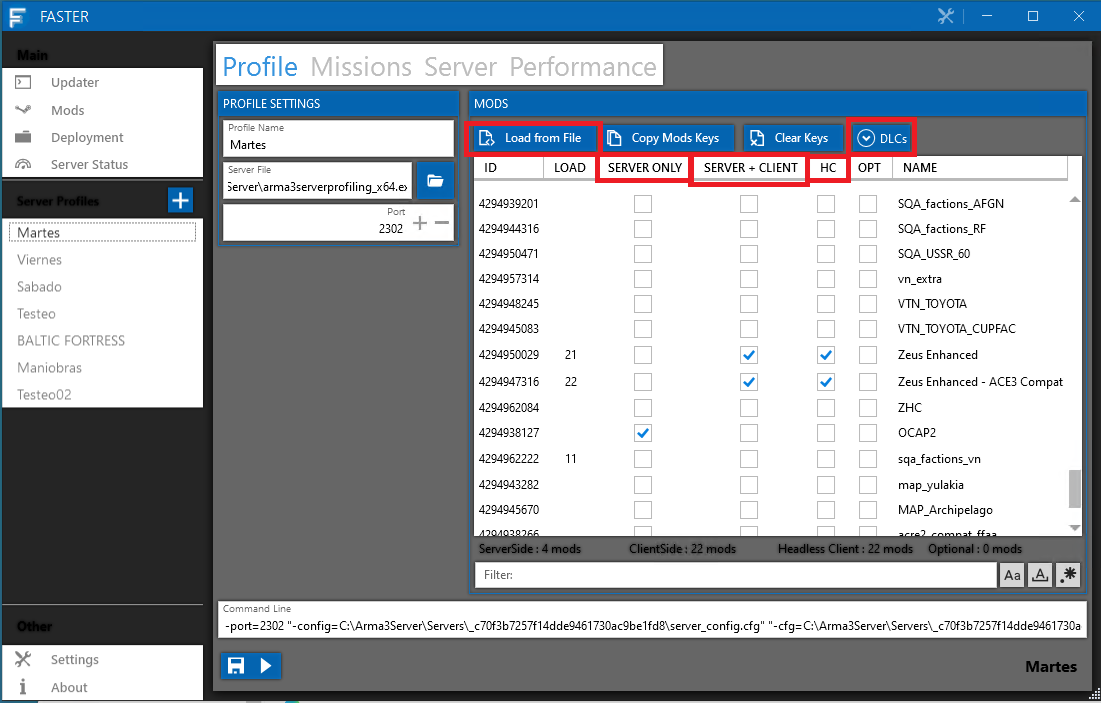 FASTER
Main
Updater
Mods
Deployment
Server Status
Server Profiles
Martes
Viernes
Sabado
Testeo
BALTIC FORTRESS
Maniobras
Testeo02
Other
Settings
About
Profile Missions Server Performance
PROFILE SETTINGS
Profile Name
Martes
Server File
Server\arma3serverprofiling_x64.ex
Port
2302
MODS
Load from File Copy Mods Keys Clear Keys DLCs
ID LOAD SERVER ONLY SERVER + CLIENT HC OPT NAME
4294939201 SQA_factions_AFGN
4294944316 SQA_factions_RF
4294950471 SQA_USSR_60
4294957314 vn_extra
4294948245 VTN_TOYOTA
4294945083 VTN_TOYOTA_CUPFAC
4294950029 21 Zeus Enhanced
4294947316 22 Zeus Enhanced - ACE3 Compat
4294962084 ZHC
4294938127 OCAP2
4294962222 11 sqa_factions_vn
4294943282 map_yulakia
4294945670 MAP_Archipelago
4294938266 acre2_compat_ffaa
ServerSide : 4 mods ClientSide : 22 mods Headless Client : 22 mods Optional : 0 mods
Filter: Aa A .*
Command Line
-port=2302 "-config=C:\Arma3Server\Servers\_c70f3b7257f14dde9461730ac9be1fd8\server_config.cfg" "-cfg=C:\Arma3Server\Servers\_c70f3b7257f14dde9461730a
Martes